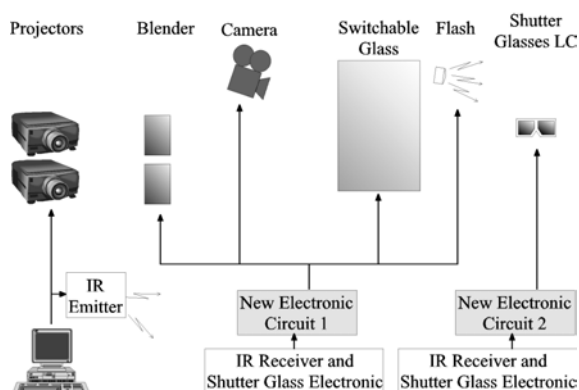 Projectors
Blender
Camera
Switchable
Glass
Flash
Shutter
Glasses LC
IR
Emitter
New Electronic
Circuit 1
New Electronic
Circuit 2
IR Receiver and
Shutter Glass Electronic
IR Receiver and
Shutter Glass Electronic